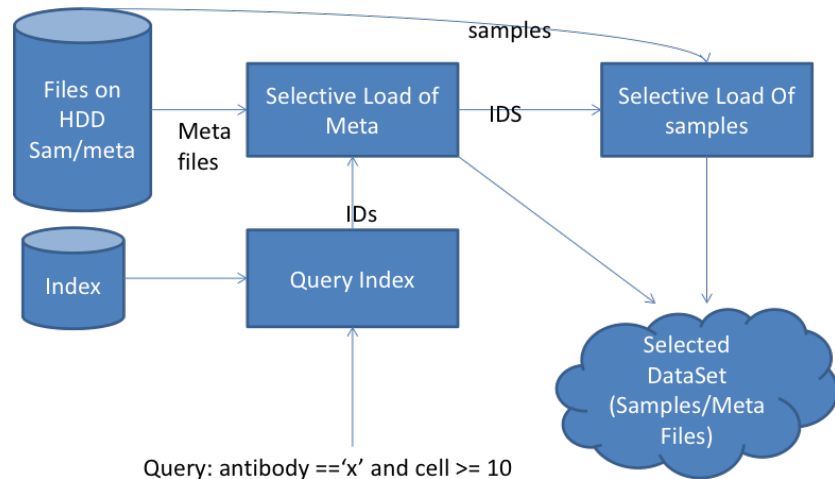 samples
Files on
HDD
Sam/meta
Meta
files
Selective Load of
Meta
IDS
Selective Load Of
samples
IDs
Index
Query Index
Selected
DataSet
(Samples/Meta
Files)
Query: antibody ==‘x’ and cell >= 10